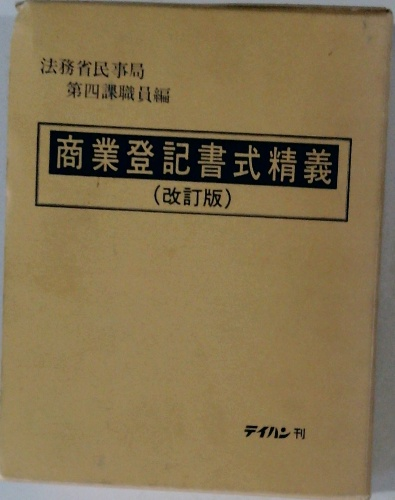 法務省民事局
第四課職員編
商業登記書式精義
(改訂版)
テイハン刊